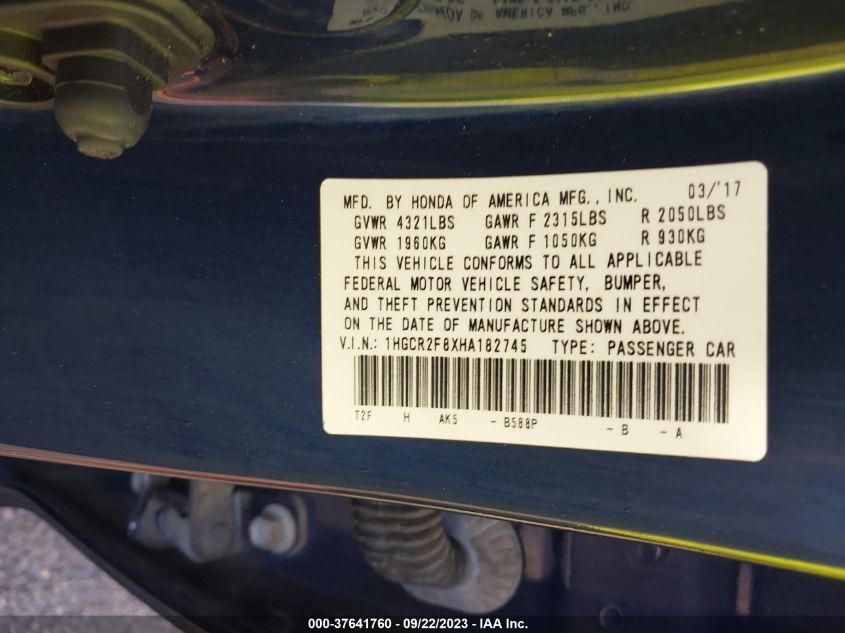 MFD. BY HONDA OF AMERICA MFG., INC. 03/'17
GVWR 4321LBS GAWR F 2315LBS R 2050LBS
GVWR 1960KG GAWR F 1050KG R 930KG
THIS VEHICLE CONFORMS TO ALL APPLICABLE
FEDERAL MOTOR VEHICLE SAFETY, BUMPER,
AND THEFT PREVENTION STANDARDS IN EFFECT
ON THE DATE OF MANUFACTURE SHOWN ABOVE.
V.I.N.: 1HGCR2F8XHA182745 TYPE: PASSENGER CAR
T2F H AK5 - B588P - B - A
000-37641760 - 09/22/2023 - IAA Inc.